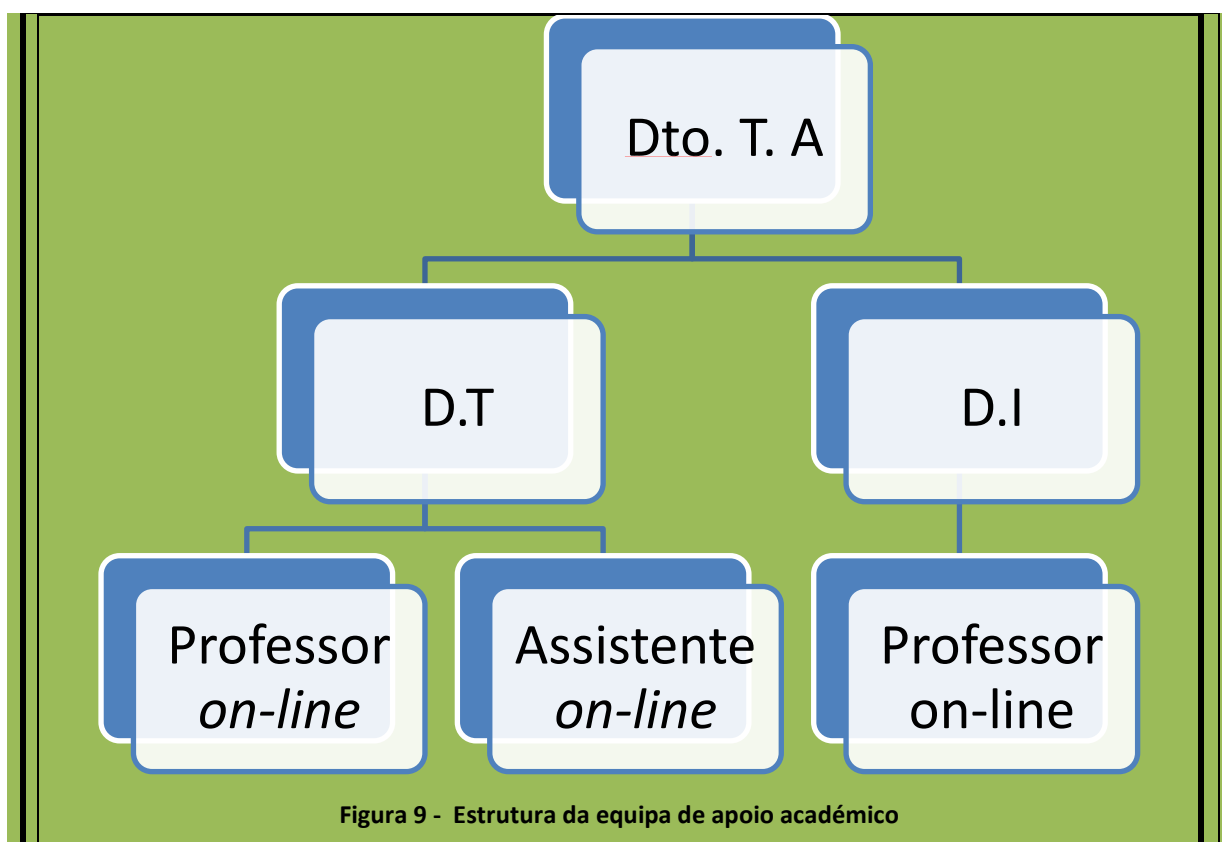 Dto. T. A
D.T
D.I
Professor
on-line
Assistente
on-line
Professor
on-line
Figura 9 - Estrutura da equipa de apoio académico